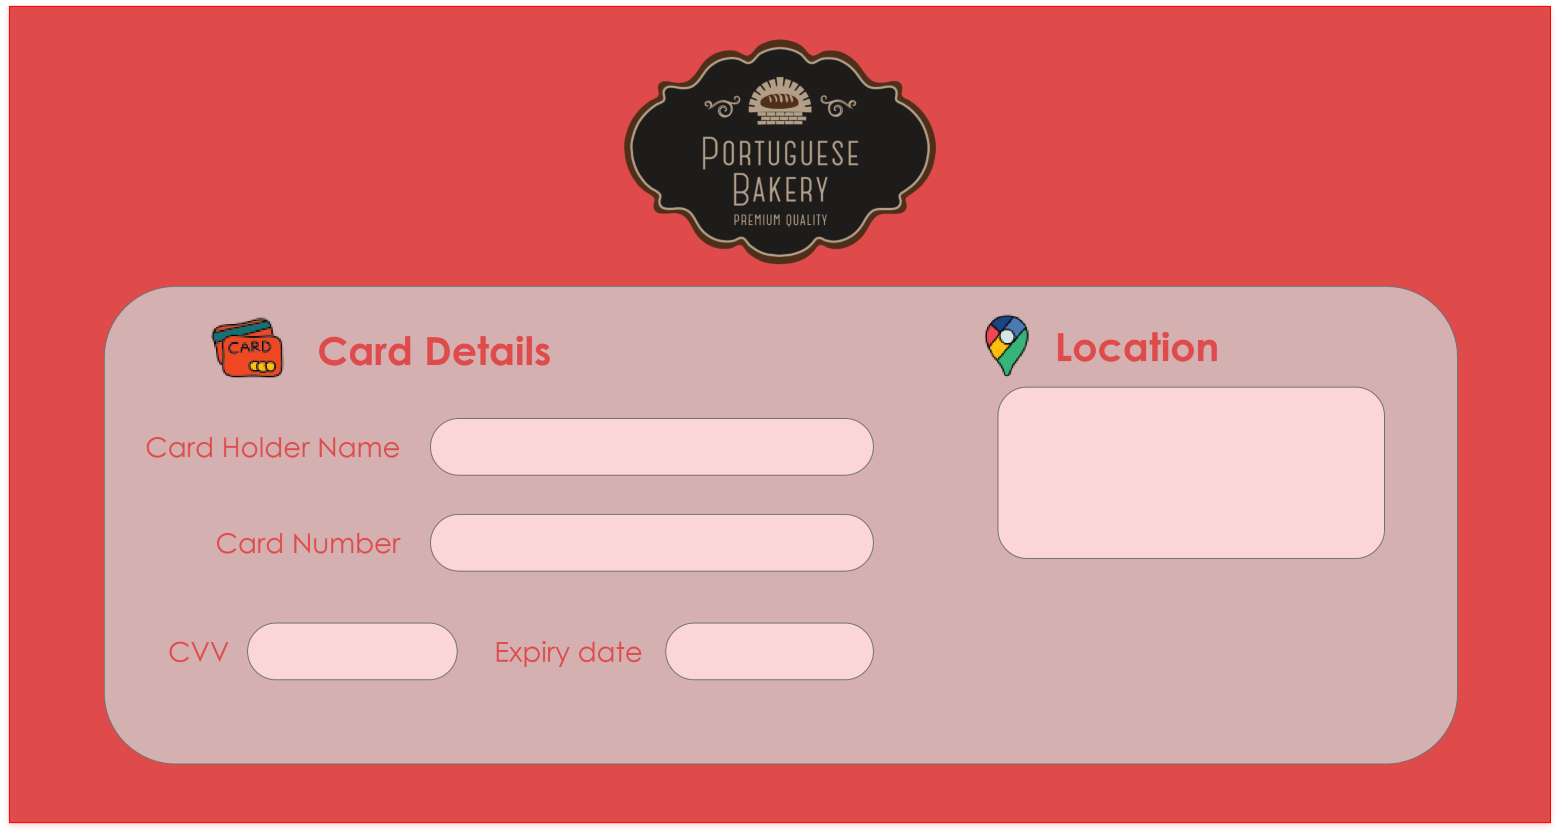 PORTUGUESE
BAKERY
PREMIUM QUALITY
CARD
Card Details
Location
Card Holder Name
Card Number
CVV
Expiry date